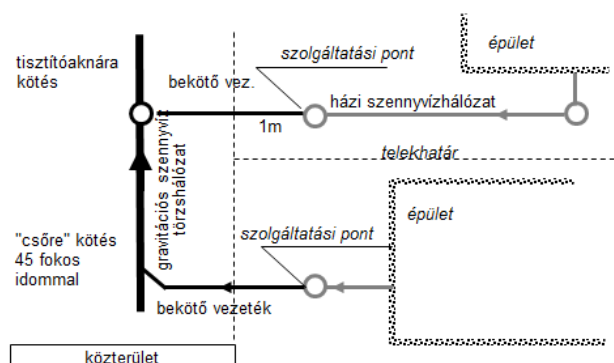 szolgáltatási pont
épület
tisztítóaknára
kötés
bekötő vez.
házi szennyvízhálózat
1m
gravitációs szennyvíz
törzshálózat
telekhatár
épület
szolgáltatási pont
"csőre" kötés
45 fokos
idommal
bekötő vezeték
közterület